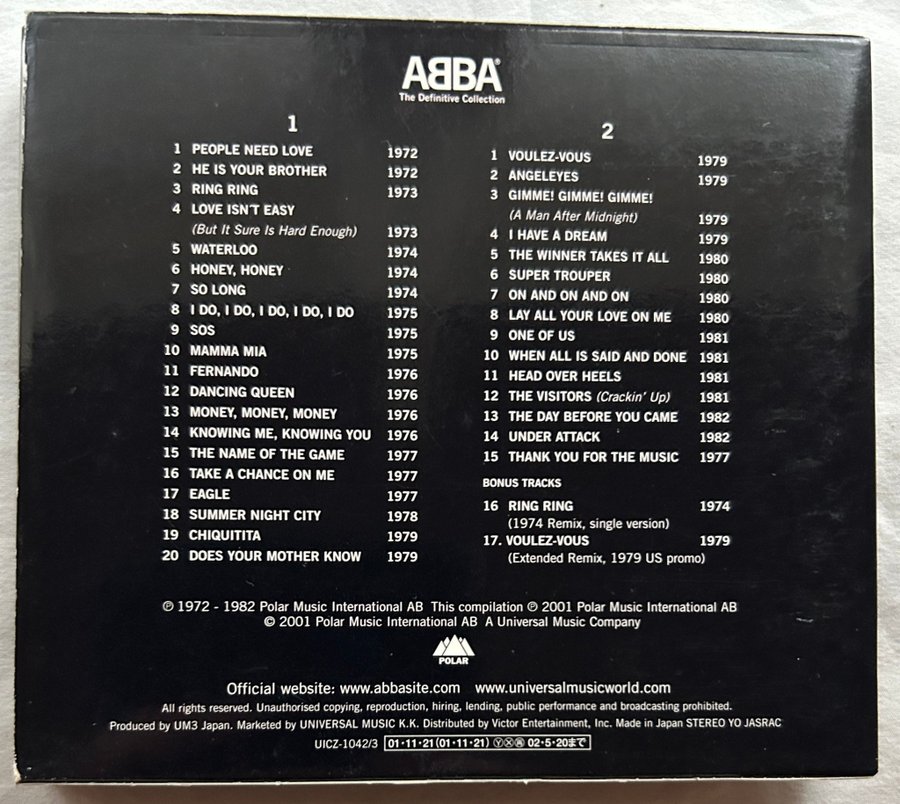 ABBA®
The Definitive Collection
1
1 PEOPLE NEED LOVE 1972
2 HE IS YOUR BROTHER 1972
3 RING RING 1973
4 LOVE ISN'T EASY
(But It Sure Is Hard Enough) 1973
5 WATERLOO 1974
6 HONEY, HONEY 1974
7 SO LONG 1974
8 I DO, I DO, I DO, I DO, I DO 1975
9 SOS 1975
10 MAMMA MIA 1975
11 FERNANDO 1976
12 DANCING QUEEN 1976
13 MONEY, MONEY, MONEY 1976
14 KNOWING ME, KNOWING YOU 1976
15 THE NAME OF THE GAME 1977
16 TAKE A CHANCE ON ME 1977
17 EAGLE 1977
18 SUMMER NIGHT CITY 1978
19 CHIQUITITA 1979
20 DOES YOUR MOTHER KNOW 1979
2
1 VOULEZ-VOUS 1979
2 ANGELEYES 1979
3 GIMME! GIMME! GIMME!
(A Man After Midnight) 1979
4 I HAVE A DREAM 1979
5 THE WINNER TAKES IT ALL 1980
6 SUPER TROUPER 1980
7 ON AND ON AND ON 1980
8 LAY ALL YOUR LOVE ON ME 1980
9 ONE OF US 1981
10 WHEN ALL IS SAID AND DONE 1981
11 HEAD OVER HEELS 1981
12 THE VISITORS (Crackin' Up) 1981
13 THE DAY BEFORE YOU CAME 1982
14 UNDER ATTACK 1982
15 THANK YOU FOR THE MUSIC 1977
BONUS TRACKS
16 RING RING 1974
(1974 Remix, single version)
17. VOULEZ-VOUS 1979
(Extended Remix, 1979 US promo)
℗ 1972 - 1982 Polar Music International AB This compilation ℗ 2001 Polar Music International AB
© 2001 Polar Music International AB A Universal Music Company
POLAR
Official website: www.abbasite.com www.universalmusicworld.com
All rights reserved. Unauthorised copying, reproduction, hiring, lending, public performance and broadcasting prohibited.
Produced by UM3 Japan. Marketed by UNIVERSAL MUSIC K.K. Distributed by Victor Entertainment, Inc. Made in Japan STEREO YO JASRAC
UICZ-1042/3 01·11·21 (01·11·21) Ⓨ Ⓧ 再 02·5·20まで